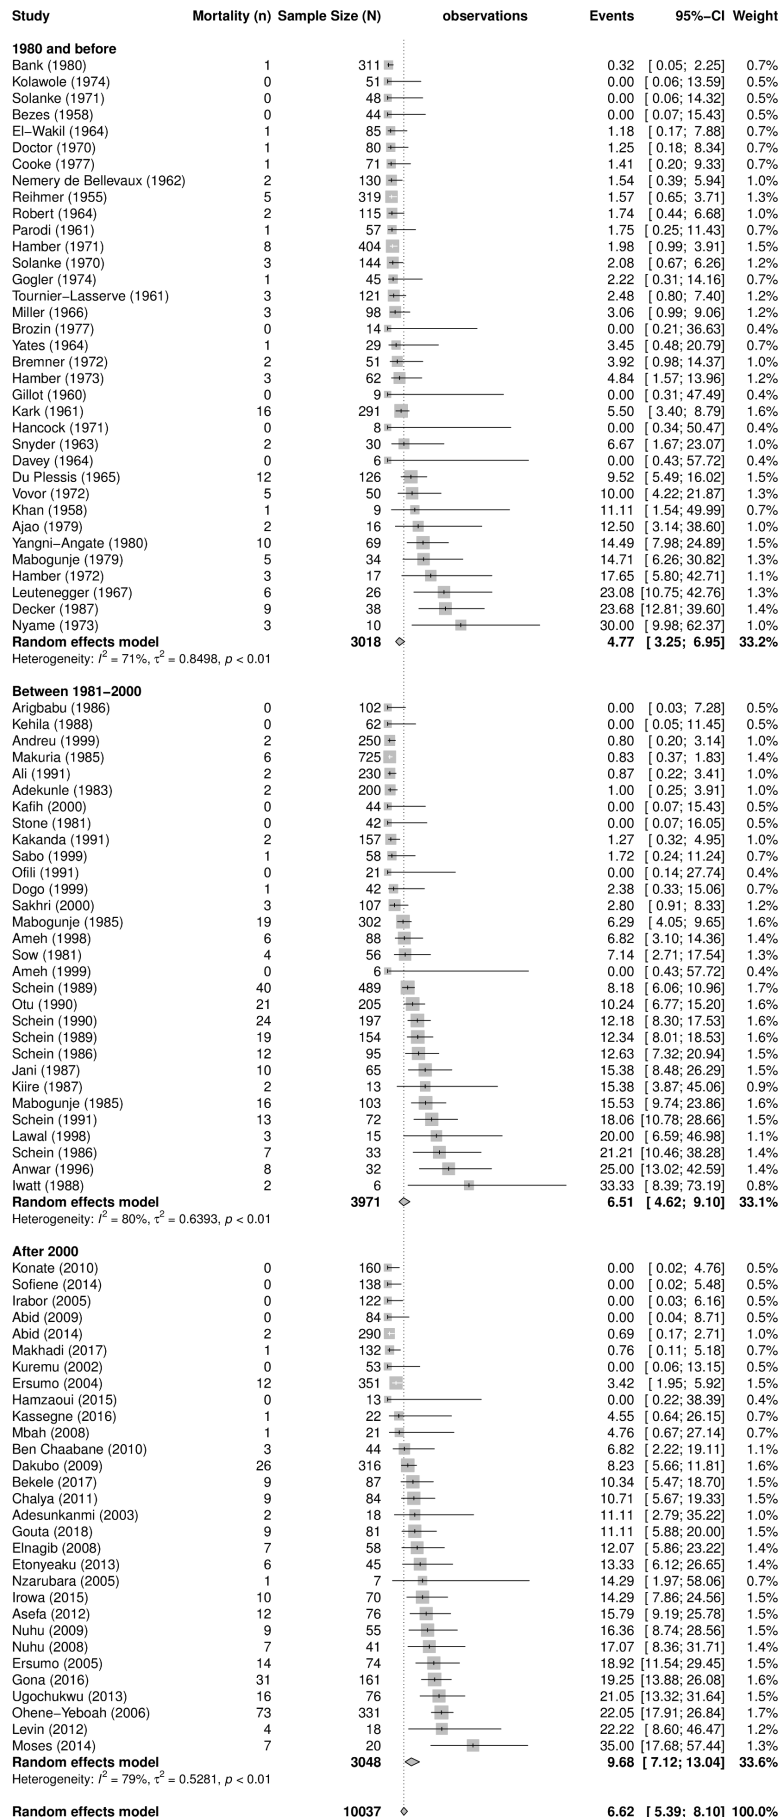 Study Mortality (n) Sample Size (N) observations Events 95%−CI Weight
1980 and before
Bank (1980) 1 311 0.32 [ 0.05; 2.25] 0.7%
Kolawole (1974) 0 51 0.00 [ 0.06; 13.59] 0.5%
Solanke (1971) 0 48 0.00 [ 0.06; 14.32] 0.5%
Bezes (1958) 0 44 0.00 [ 0.07; 15.43] 0.5%
El−Wakil (1964) 1 85 1.18 [ 0.17; 7.88] 0.7%
Doctor (1970) 1 80 1.25 [ 0.18; 8.34] 0.7%
Cooke (1977) 1 71 1.41 [ 0.20; 9.33] 0.7%
Nemery de Bellevaux (1962) 2 130 1.54 [ 0.39; 5.94] 1.0%
Reihmer (1955) 5 319 1.57 [ 0.65; 3.71] 1.3%
Robert (1964) 2 115 1.74 [ 0.44; 6.68] 1.0%
Parodi (1961) 1 57 1.75 [ 0.25; 11.43] 0.7%
Hamber (1971) 8 404 1.98 [ 0.99; 3.91] 1.5%
Solanke (1970) 3 144 2.08 [ 0.67; 6.26] 1.2%
Gogler (1974) 1 45 2.22 [ 0.31; 14.16] 0.7%
Tournier−Lasserve (1961) 3 121 2.48 [ 0.80; 7.40] 1.2%
Miller (1966) 3 98 3.06 [ 0.99; 9.06] 1.2%
Brozin (1977) 0 14 0.00 [ 0.21; 36.63] 0.4%
Yates (1964) 1 29 3.45 [ 0.48; 20.79] 0.7%
Bremner (1972) 2 51 3.92 [ 0.98; 14.37] 1.0%
Hamber (1973) 3 62 4.84 [ 1.57; 13.96] 1.2%
Gillot (1960) 0 9 0.00 [ 0.31; 47.49] 0.4%
Kark (1961) 16 291 5.50 [ 3.40; 8.79] 1.6%
Hancock (1971) 0 8 0.00 [ 0.34; 50.47] 0.4%
Snyder (1963) 2 30 6.67 [ 1.67; 23.07] 1.0%
Davey (1964) 0 6 0.00 [ 0.43; 57.72] 0.4%
Du Plessis (1965) 12 126 9.52 [ 5.49; 16.02] 1.5%
Vovor (1972) 5 50 10.00 [ 4.22; 21.87] 1.3%
Khan (1958) 1 9 11.11 [ 1.54; 49.99] 0.7%
Ajao (1979) 2 16 12.50 [ 3.14; 38.60] 1.0%
Yangni−Angate (1980) 10 69 14.49 [ 7.98; 24.89] 1.5%
Mabogunje (1979) 5 34 14.71 [ 6.26; 30.82] 1.3%
Hamber (1972) 3 17 17.65 [ 5.80; 42.71] 1.1%
Leutenegger (1967) 6 26 23.08 [10.75; 42.76] 1.3%
Decker (1987) 9 38 23.68 [12.81; 39.60] 1.4%
Nyame (1973) 3 10 30.00 [ 9.98; 62.37] 1.0%
Random effects model 3018 4.77 [ 3.25; 6.95] 33.2%
Heterogeneity: I² = 71%, τ² = 0.8498, p < 0.01
Between 1981−2000
Arigbabu (1986) 0 102 0.00 [ 0.03; 7.28] 0.5%
Kehila (1988) 0 62 0.00 [ 0.05; 11.45] 0.5%
Andreu (1999) 2 250 0.80 [ 0.20; 3.14] 1.0%
Makuria (1985) 6 725 0.83 [ 0.37; 1.83] 1.4%
Ali (1991) 2 230 0.87 [ 0.22; 3.41] 1.0%
Adekunle (1983) 2 200 1.00 [ 0.25; 3.91] 1.0%
Kafih (2000) 0 44 0.00 [ 0.07; 15.43] 0.5%
Stone (1981) 0 42 0.00 [ 0.07; 16.05] 0.5%
Kakanda (1991) 2 157 1.27 [ 0.32; 4.95] 1.0%
Sabo (1999) 1 58 1.72 [ 0.24; 11.24] 0.7%
Ofili (1991) 0 21 0.00 [ 0.14; 27.74] 0.4%
Dogo (1999) 1 42 2.38 [ 0.33; 15.06] 0.7%
Sakhri (2000) 3 107 2.80 [ 0.91; 8.33] 1.2%
Mabogunje (1985) 19 302 6.29 [ 4.05; 9.65] 1.6%
Ameh (1998) 6 88 6.82 [ 3.10; 14.36] 1.4%
Sow (1981) 4 56 7.14 [ 2.71; 17.54] 1.3%
Ameh (1999) 0 6 0.00 [ 0.43; 57.72] 0.4%
Schein (1989) 40 489 8.18 [ 6.06; 10.96] 1.7%
Otu (1990) 21 205 10.24 [ 6.77; 15.20] 1.6%
Schein (1990) 24 197 12.18 [ 8.30; 17.53] 1.6%
Schein (1989) 19 154 12.34 [ 8.01; 18.53] 1.6%
Schein (1986) 12 95 12.63 [ 7.32; 20.94] 1.5%
Jani (1987) 10 65 15.38 [ 8.48; 26.29] 1.5%
Kiire (1987) 2 13 15.38 [ 3.87; 45.06] 0.9%
Mabogunje (1985) 16 103 15.53 [ 9.74; 23.86] 1.6%
Schein (1991) 13 72 18.06 [10.78; 28.66] 1.5%
Lawal (1998) 3 15 20.00 [ 6.59; 46.98] 1.1%
Schein (1986) 7 33 21.21 [10.46; 38.28] 1.4%
Anwar (1996) 8 32 25.00 [13.02; 42.59] 1.4%
Iwatt (1988) 2 6 33.33 [ 8.39; 73.19] 0.8%
Random effects model 3971 6.51 [ 4.62; 9.10] 33.1%
Heterogeneity: I² = 80%, τ² = 0.6393, p < 0.01
After 2000
Konate (2010) 0 160 0.00 [ 0.02; 4.76] 0.5%
Sofiene (2014) 0 138 0.00 [ 0.02; 5.48] 0.5%
Irabor (2005) 0 122 0.00 [ 0.03; 6.16] 0.5%
Abid (2009) 0 84 0.00 [ 0.04; 8.71] 0.5%
Abid (2014) 2 290 0.69 [ 0.17; 2.71] 1.0%
Makhadi (2017) 1 132 0.76 [ 0.11; 5.18] 0.7%
Kuremu (2002) 0 53 0.00 [ 0.06; 13.15] 0.5%
Ersumo (2004) 12 351 3.42 [ 1.95; 5.92] 1.5%
Hamzaoui (2015) 0 13 0.00 [ 0.22; 38.39] 0.4%
Kassegne (2016) 1 22 4.55 [ 0.64; 26.15] 0.7%
Mbah (2008) 1 21 4.76 [ 0.67; 27.14] 0.7%
Ben Chaabane (2010) 3 44 6.82 [ 2.22; 19.11] 1.1%
Dakubo (2009) 26 316 8.23 [ 5.66; 11.81] 1.6%
Bekele (2017) 9 87 10.34 [ 5.47; 18.70] 1.5%
Chalya (2011) 9 84 10.71 [ 5.67; 19.33] 1.5%
Adesunkanmi (2003) 2 18 11.11 [ 2.79; 35.22] 1.0%
Gouta (2018) 9 81 11.11 [ 5.88; 20.00] 1.5%
Elnagib (2008) 7 58 12.07 [ 5.86; 23.22] 1.4%
Etonyeaku (2013) 6 45 13.33 [ 6.12; 26.65] 1.4%
Nzarubara (2005) 1 7 14.29 [ 1.97; 58.06] 0.7%
Irowa (2015) 10 70 14.29 [ 7.86; 24.56] 1.5%
Asefa (2012) 12 76 15.79 [ 9.19; 25.78] 1.5%
Nuhu (2009) 9 55 16.36 [ 8.74; 28.56] 1.5%
Nuhu (2008) 7 41 17.07 [ 8.36; 31.71] 1.4%
Ersumo (2005) 14 74 18.92 [11.54; 29.45] 1.5%
Gona (2016) 31 161 19.25 [13.88; 26.08] 1.6%
Ugochukwu (2013) 16 76 21.05 [13.32; 31.64] 1.5%
Ohene−Yeboah (2006) 73 331 22.05 [17.91; 26.84] 1.7%
Levin (2012) 4 18 22.22 [ 8.60; 46.47] 1.2%
Moses (2014) 7 20 35.00 [17.68; 57.44] 1.3%
Random effects model 3048 9.68 [ 7.12; 13.04] 33.6%
Heterogeneity: I² = 79%, τ² = 0.5281, p < 0.01
Random effects model 10037 6.62 [ 5.39; 8.10] 100.0%